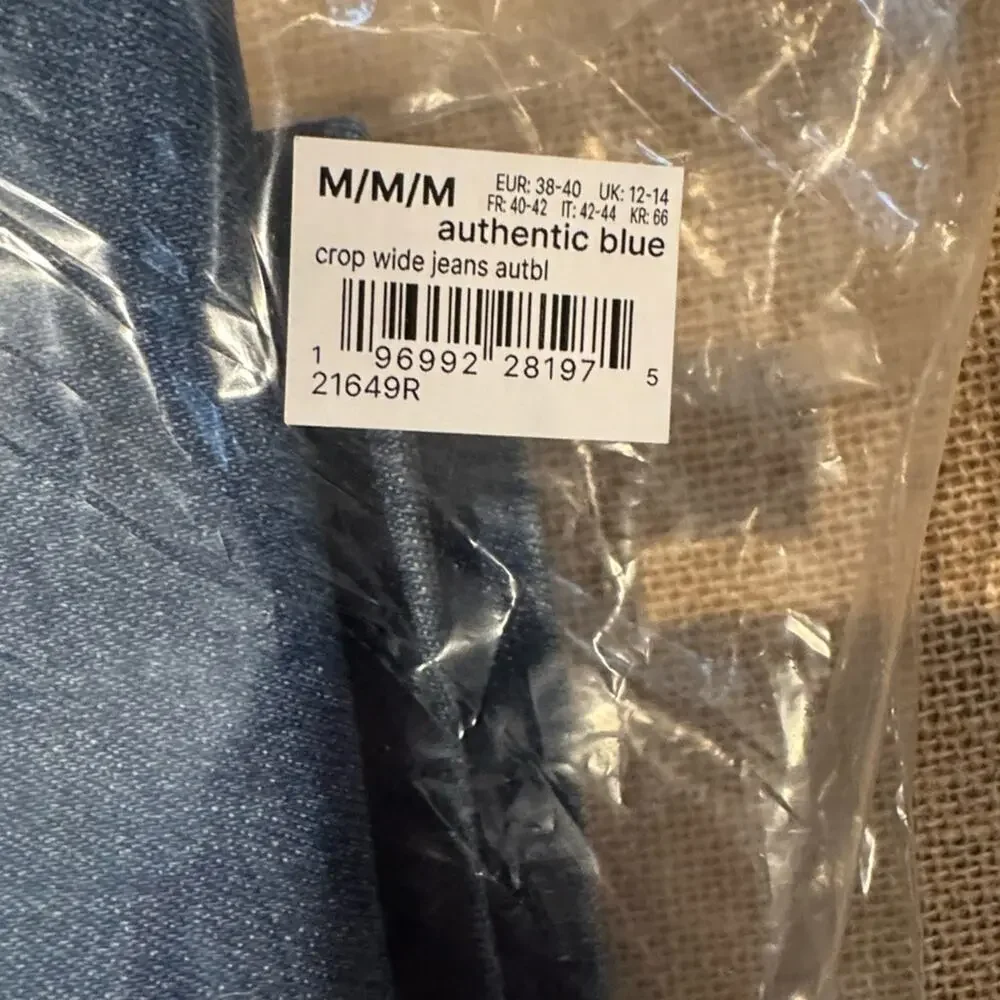 M/M/M EUR: 38-40 UK: 12-14
FR: 40-42 IT: 42-44 KR: 66
authentic blue
crop wide jeans autbl
1 96992 28197 5
21649R